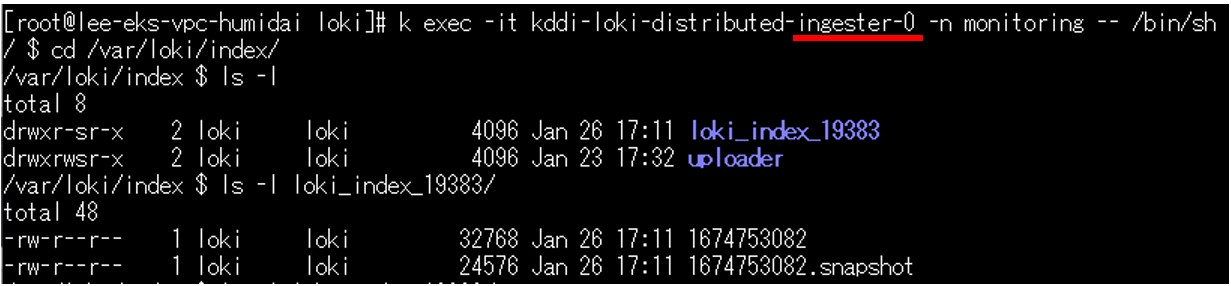 [root@lee-eks-vpc-humidai loki]# k exec -it kddi-loki-distributed-ingester-0 -n monitoring -- /bin/sh
/ $ cd /var/loki/index/
/var/loki/index $ ls -l
total 8
drwxr-sr-x    2 loki     loki          4096 Jan 26 17:11 loki_index_19383
drwxrwsr-x    2 loki     loki          4096 Jan 23 17:32 uploader
/var/loki/index $ ls -l loki_index_19383/
total 48
-rw-r--r--    1 loki     loki         32768 Jan 26 17:11 1674753082
-rw-r--r--    1 loki     loki         24576 Jan 26 17:11 1674753082.snapshot